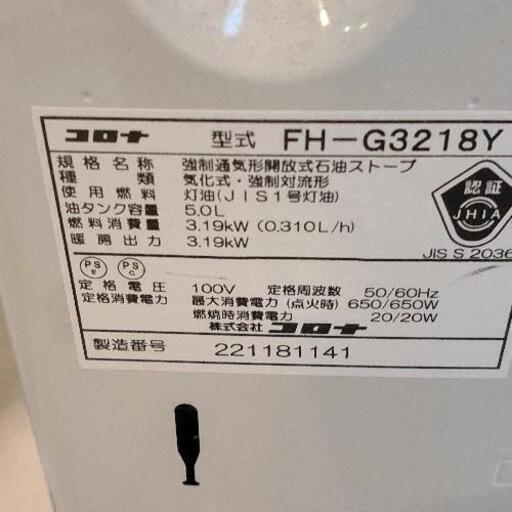 コロナ 型式 FH-G3218Y
規格名称 強制通気形開放式石油ストーブ
種類 気化式・強制対流形
使用燃料 灯油(JIS1号灯油)
油タンク容量 5.0L
燃料消費量 3.19kW (0.310L/h)
暖房出力 3.19kW
認証
JHIA
JIS S 2036
PS E PS C
定格電圧 100V 定格周波数 50/60Hz
定格消費電力 最大消費電力 (点火時) 650/650W
燃焼時消費電力 20/20W
株式会社 コロナ
製造番号 221181141